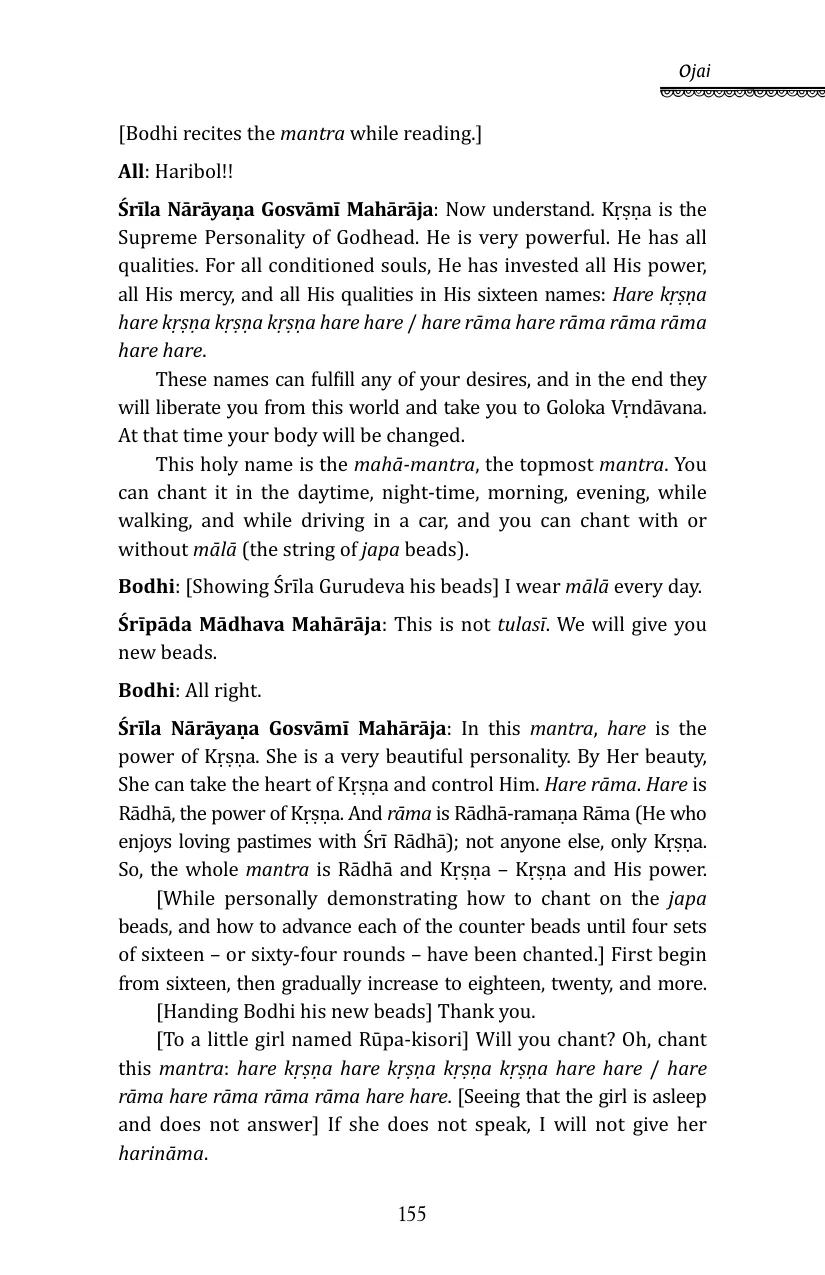 Ojai
[Bodhi recites the mantra while reading.]
All: Haribol!!
Śrīla Nārāyaṇa Gosvāmī Mahārāja: Now understand. Kṛṣṇa is the
Supreme Personality of Godhead. He is very powerful. He has all
qualities. For all conditioned souls, He has invested all His power,
all His mercy, and all His qualities in His sixteen names: Hare kṛṣṇa
hare kṛṣṇa kṛṣṇa kṛṣṇa hare hare / hare rāma hare rāma rāma rāma
hare hare.
These names can fulfill any of your desires, and in the end they
will liberate you from this world and take you to Goloka Vṛndāvana.
At that time your body will be changed.
This holy name is the mahā-mantra, the topmost mantra. You
can chant it in the daytime, night-time, morning, evening, while
walking, and while driving in a car, and you can chant with or
without mālā (the string of japa beads).
Bodhi: [Showing Śrīla Gurudeva his beads] I wear mālā every day.
Śrīpāda Mādhava Mahārāja: This is not tulasī. We will give you
new beads.
Bodhi: All right.
Śrīla Nārāyaṇa Gosvāmī Mahārāja: In this mantra, hare is the
power of Kṛṣṇa. She is a very beautiful personality. By Her beauty,
She can take the heart of Kṛṣṇa and control Him. Hare rāma. Hare is
Rādhā, the power of Kṛṣṇa. And rāma is Rādhā-ramaṇa Rāma (He who
enjoys loving pastimes with Śrī Rādhā); not anyone else, only Kṛṣṇa.
So, the whole mantra is Rādhā and Kṛṣṇa – Kṛṣṇa and His power.
[While personally demonstrating how to chant on the japa
beads, and how to advance each of the counter beads until four sets
of sixteen – or sixty-four rounds – have been chanted.] First begin
from sixteen, then gradually increase to eighteen, twenty, and more.
[Handing Bodhi his new beads] Thank you.
[To a little girl named Rūpa-kisori] Will you chant? Oh, chant
this mantra: hare kṛṣṇa hare kṛṣṇa kṛṣṇa kṛṣṇa hare hare / hare
rāma hare rāma rāma rāma hare hare. [Seeing that the girl is asleep
and does not answer] If she does not speak, I will not give her
harināma.
155